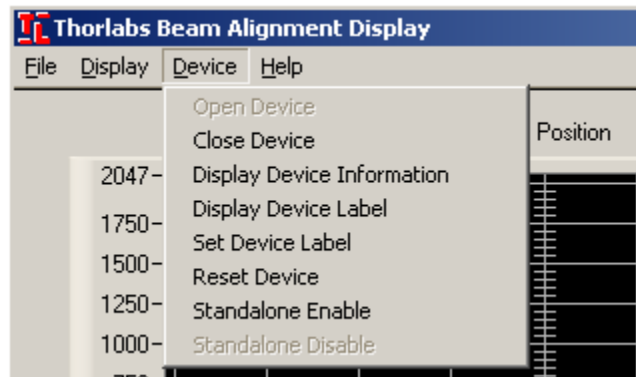 Thorlabs Beam Alignment Display
File Display Device Help
Open Device
Close Device
Display Device Information
Display Device Label
Set Device Label
Reset Device
Standalone Enable
Standalone Disable
Position
2047
1750
1500
1250
1000